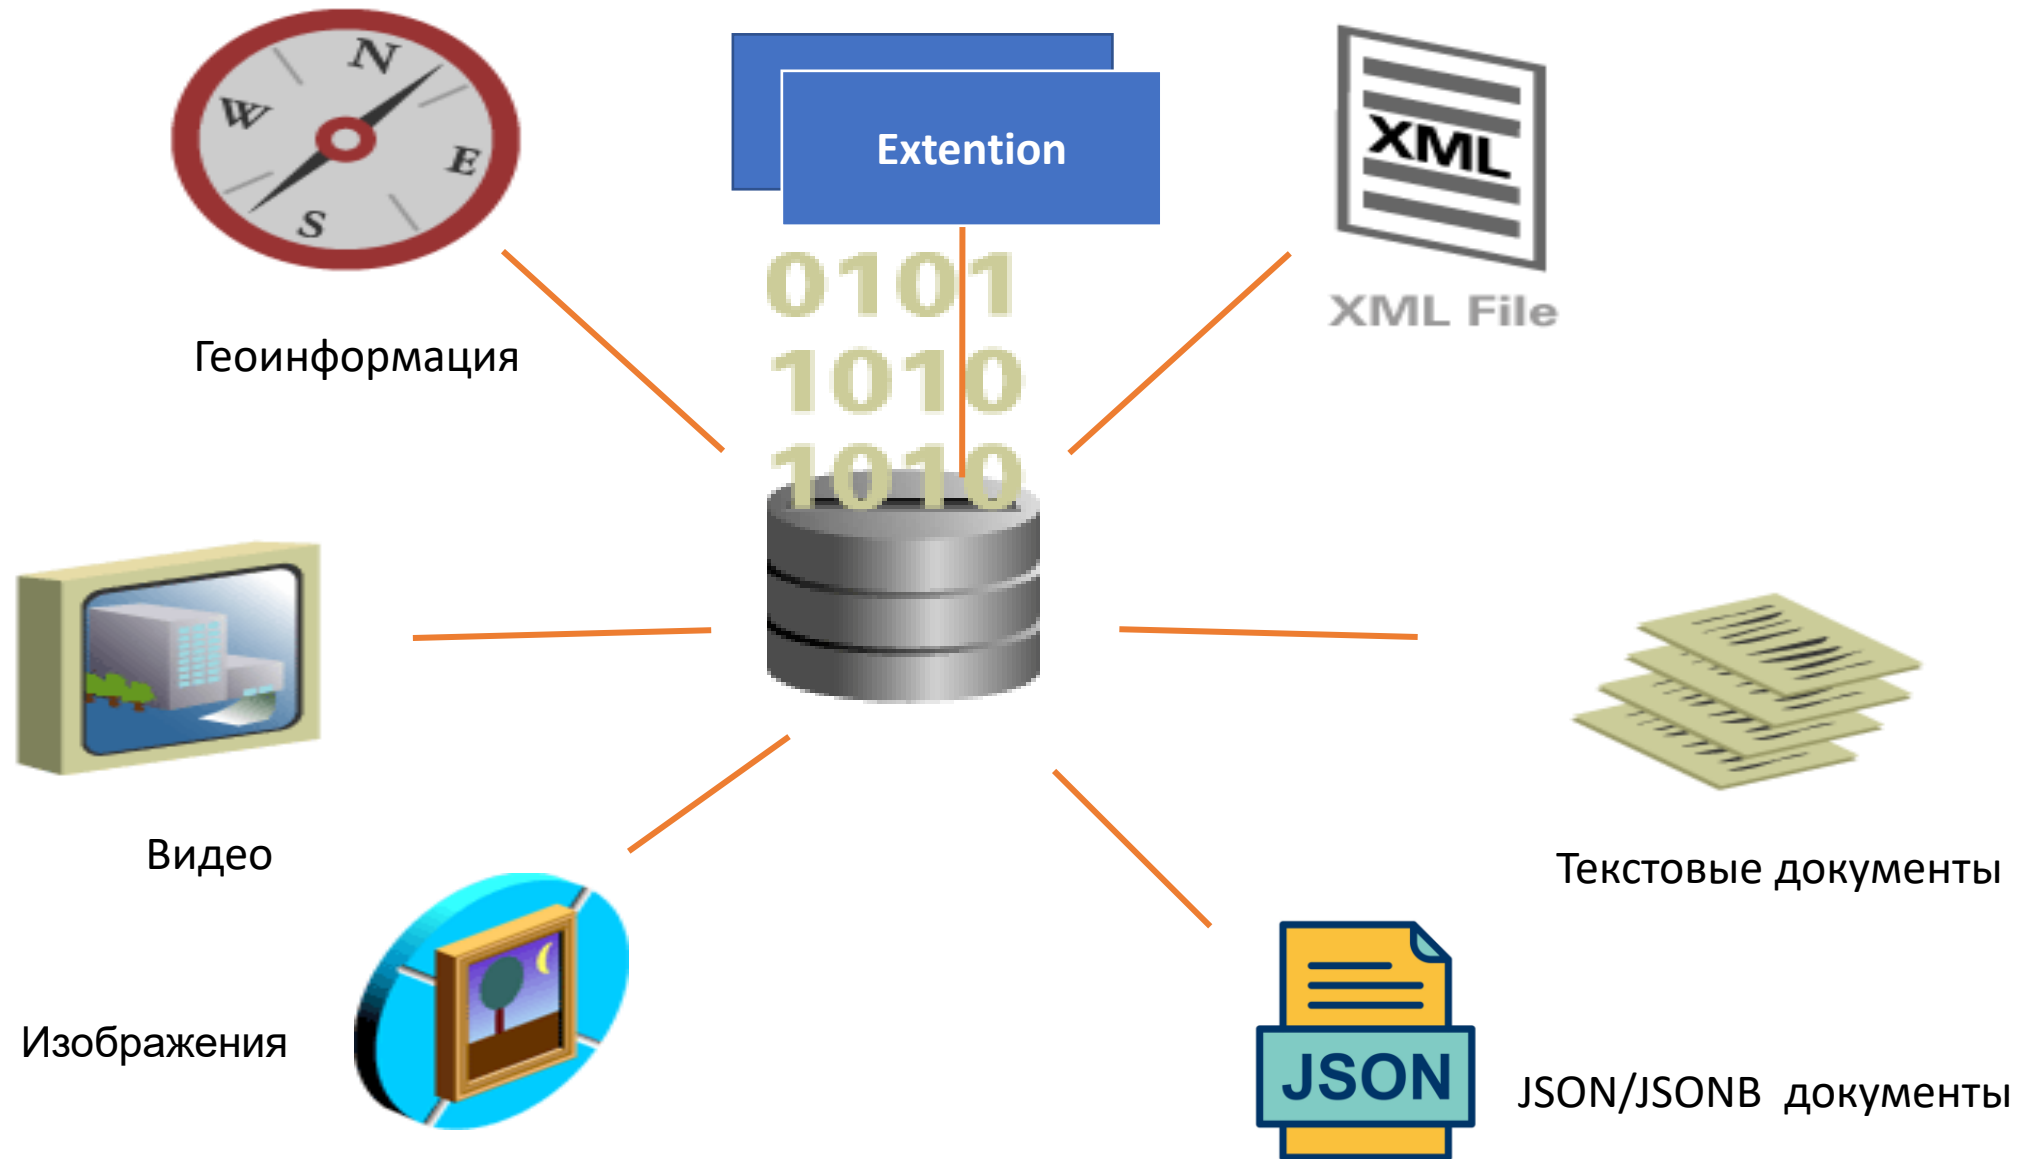 N
W
E
S
Extention
XML
XML File
0101
1010
1010
Геоинформация
Видео
Текстовые документы
Изображения
JSON
JSON/JSONB документы